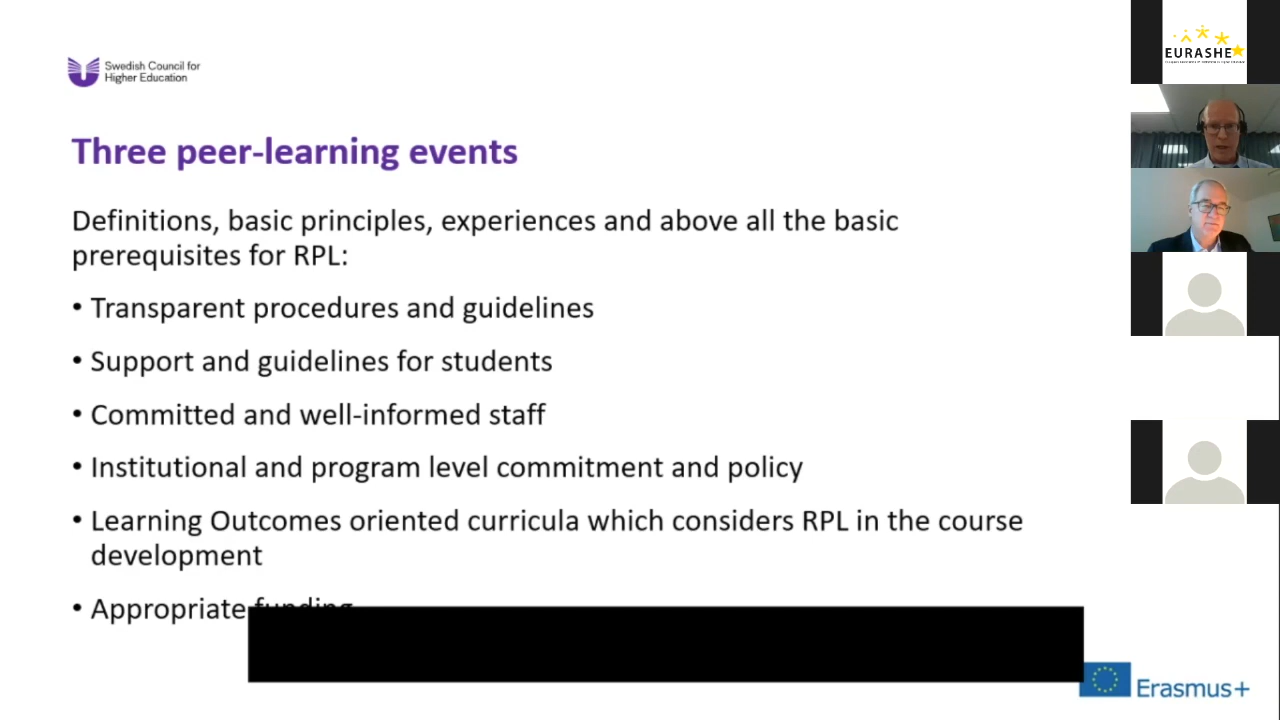 Swedish Council for
Higher Education
Three peer-learning events
Definitions, basic principles, experiences and above all the basic
prerequisites for RPL:
• Transparent procedures and guidelines
• Support and guidelines for students
• Committed and well-informed staff
• Institutional and program level commitment and policy
• Learning Outcomes oriented curricula which considers RPL in the course
development
• Appropriate funding
Erasmus+
EURASHE